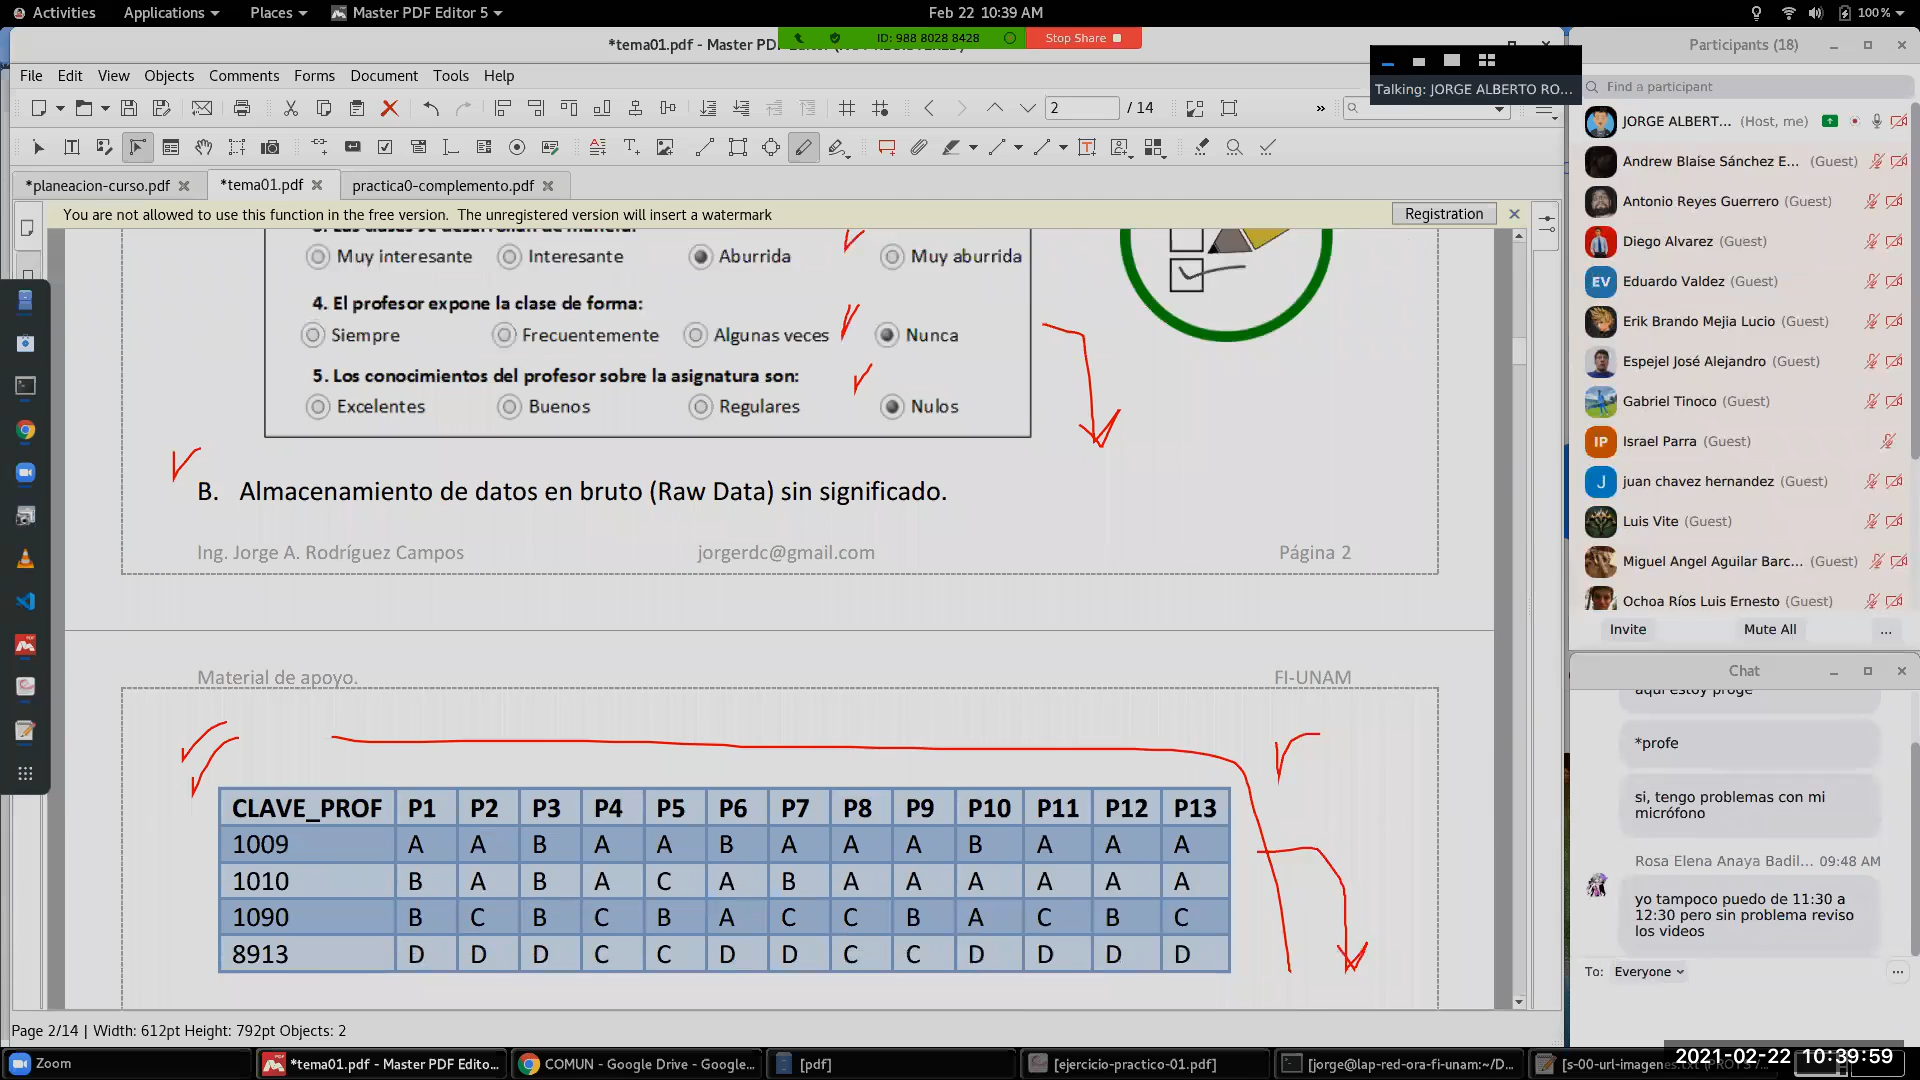 Activities Applications Places Master PDF Editor 5 Feb 22 10:39 AM 100%
*tema01.pdf - Master PD
ID: 988 8028 8428 Stop Share
Participants (18)
File Edit View Objects Comments Forms Document Tools Help
Talking: JORGE ALBERTO RO...
Find a participant
2 / 14
*planeacion-curso.pdf *tema01.pdf practica0-complemento.pdf
You are not allowed to use this function in the free version. The unregistered version will insert a watermark Registration
Muy interesante Interesante Aburrida Muy aburrida
4. El profesor expone la clase de forma:
Siempre Frecuentemente Algunas veces Nunca
5. Los conocimientos del profesor sobre la asignatura son:
Excelentes Buenos Regulares Nulos
B. Almacenamiento de datos en bruto (Raw Data) sin significado.
Ing. Jorge A. Rodríguez Campos jorgerdc@gmail.com Página 2
Material de apoyo. FI-UNAM
CLAVE_PROF P1 P2 P3 P4 P5 P6 P7 P8 P9 P10 P11 P12 P13
1009 A A B A A B A A A B A A A
1010 B A B A C A B A A A A A A
1090 B C B C B A C C B A C B C
8913 D D D C C D D C C D D D D
Page 2/14 | Width: 612pt Height: 792pt Objects: 2
JORGE ALBERT... (Host, me)
Andrew Blaise Sánchez E... (Guest)
Antonio Reyes Guerrero (Guest)
Diego Alvarez (Guest)
EV Eduardo Valdez (Guest)
Erik Brando Mejia Lucio (Guest)
Espejel José Alejandro (Guest)
Gabriel Tinoco (Guest)
IP Israel Parra (Guest)
J juan chavez hernandez (Guest)
Luis Vite (Guest)
Miguel Angel Aguilar Barc... (Guest)
Ochoa Ríos Luis Ernesto (Guest)
Invite Mute All ...
Chat
aqui estoy proge
*profe
si, tengo problemas con mi
micrófono
Rosa Elena Anaya Badil... 09:48 AM
yo tampoco puedo de 11:30 a
12:30 pero sin problema reviso
los videos
To: Everyone
Zoom *tema01.pdf - Master PDF Edito... COMUN - Google Drive - Google... [pdf] [ejercicio-practico-01.pdf] [jorge@lap-red-ora-fi-unam:~/D... [s-00-url-imagenes.txt
2021-02-22 10:39:59